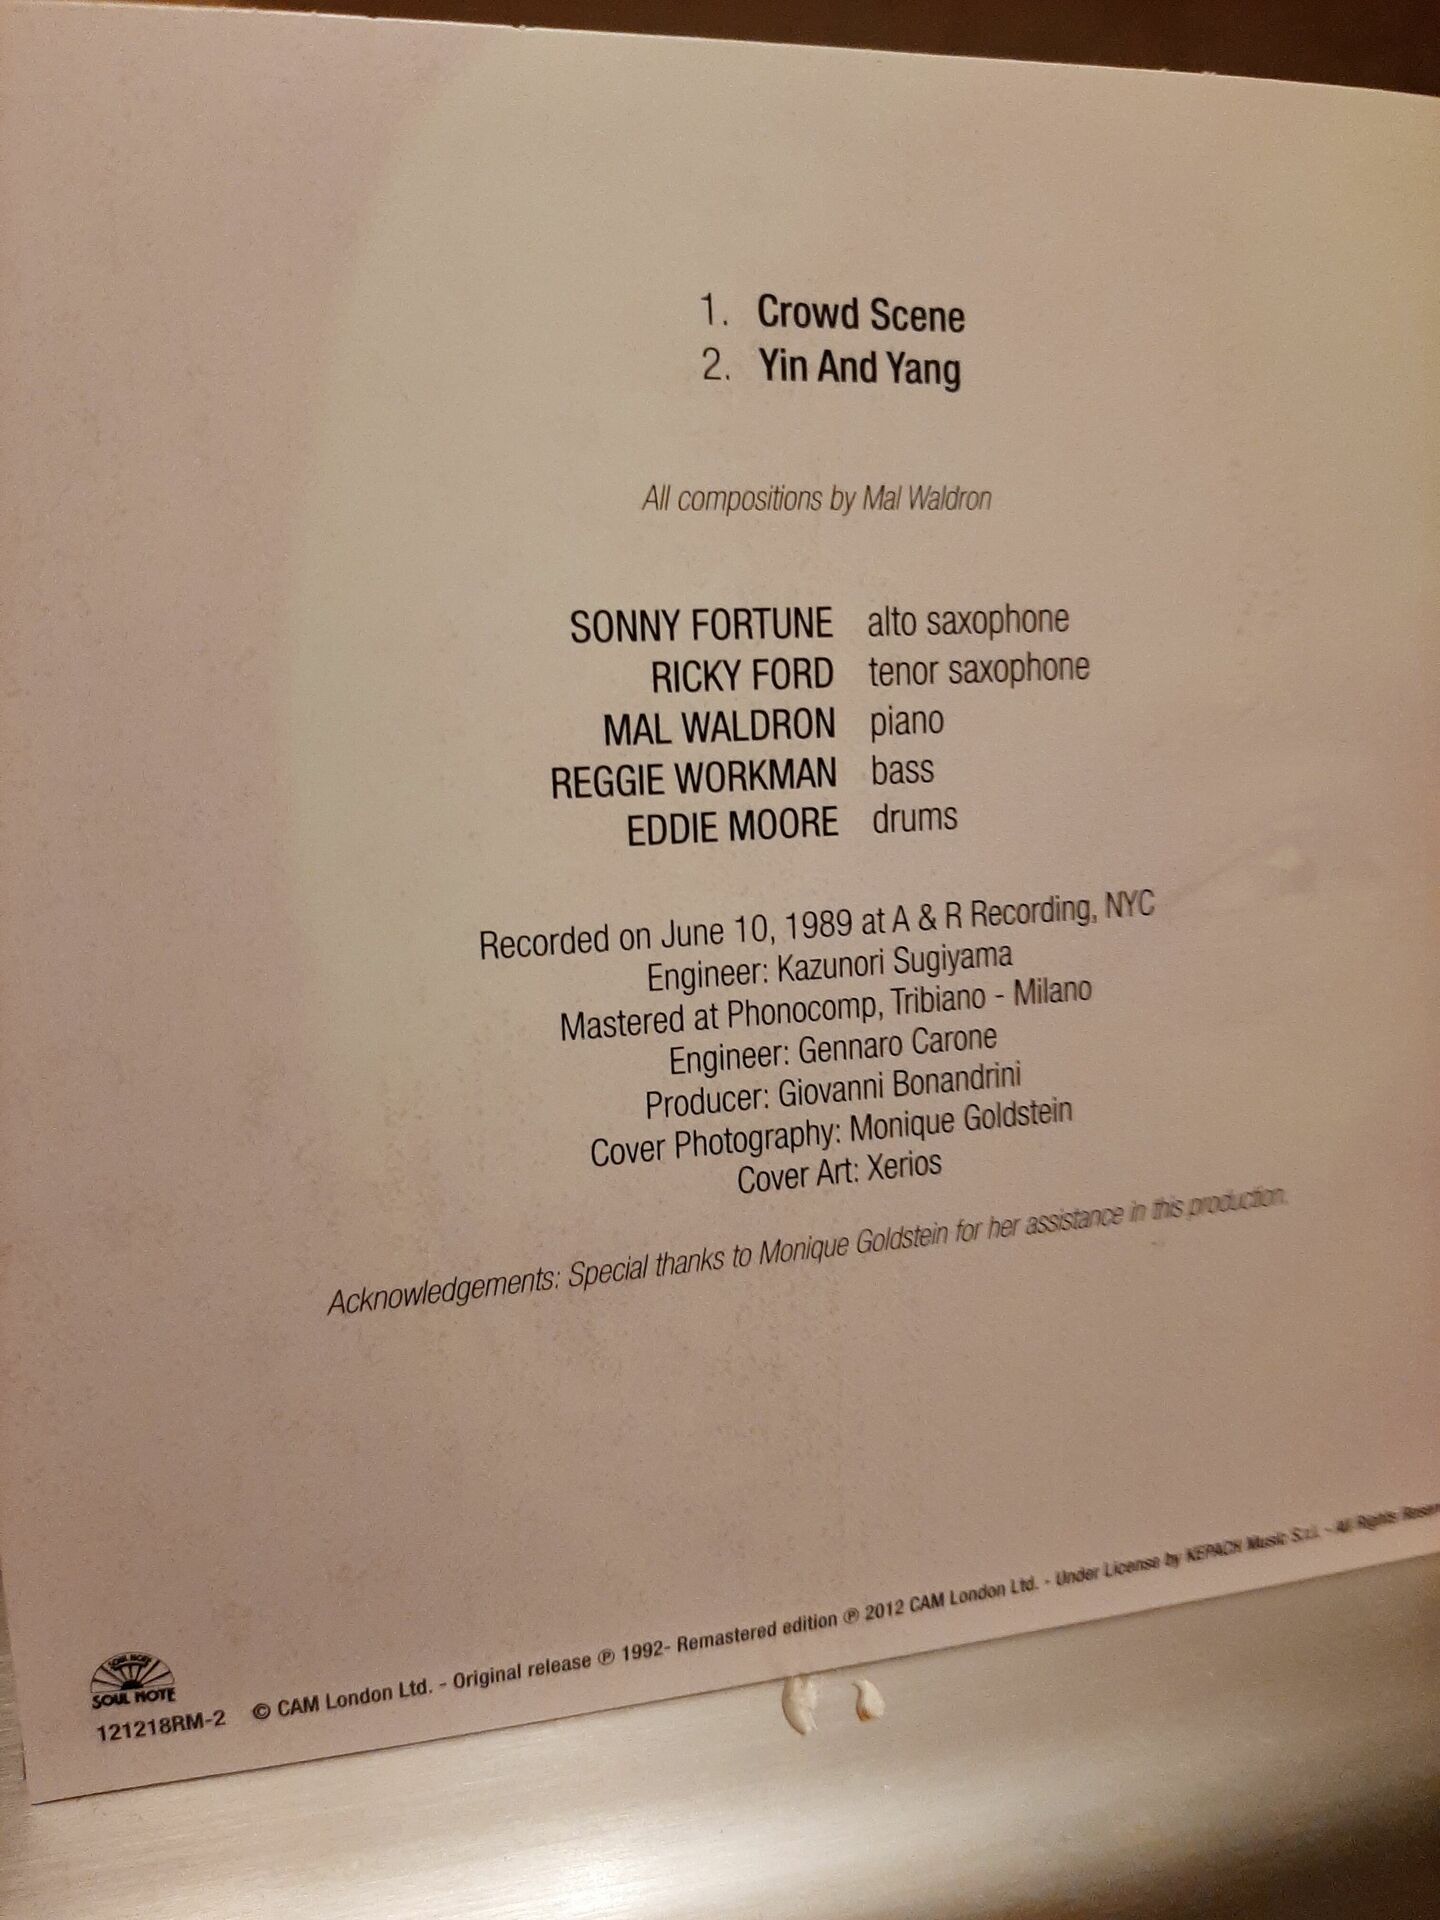 1. Crowd Scene
2. Yin And Yang
All compositions by Mal Waldron
SONNY FORTUNE alto saxophone
RICKY FORD tenor saxophone
MAL WALDRON piano
REGGIE WORKMAN bass
EDDIE MOORE drums
Recorded on June 10, 1989 at A & R Recording, NYC
Engineer: Kazunori Sugiyama
Mastered at Phonocomp, Tribiano - Milano
Engineer: Gennaro Carone
Producer: Giovanni Bonandrini
Cover Photography: Monique Goldstein
Cover Art: Xerios
Acknowledgements: Special thanks to Monique Goldstein for her assistance in this production.
SOUL NOTE
SOUL NOTE
121218RM-2 © CAM London Ltd. - Original release ℗ 1992- Remastered edition ℗ 2012 CAM London Ltd. - Under License by KEPACH Music S.r.l. - All Rights